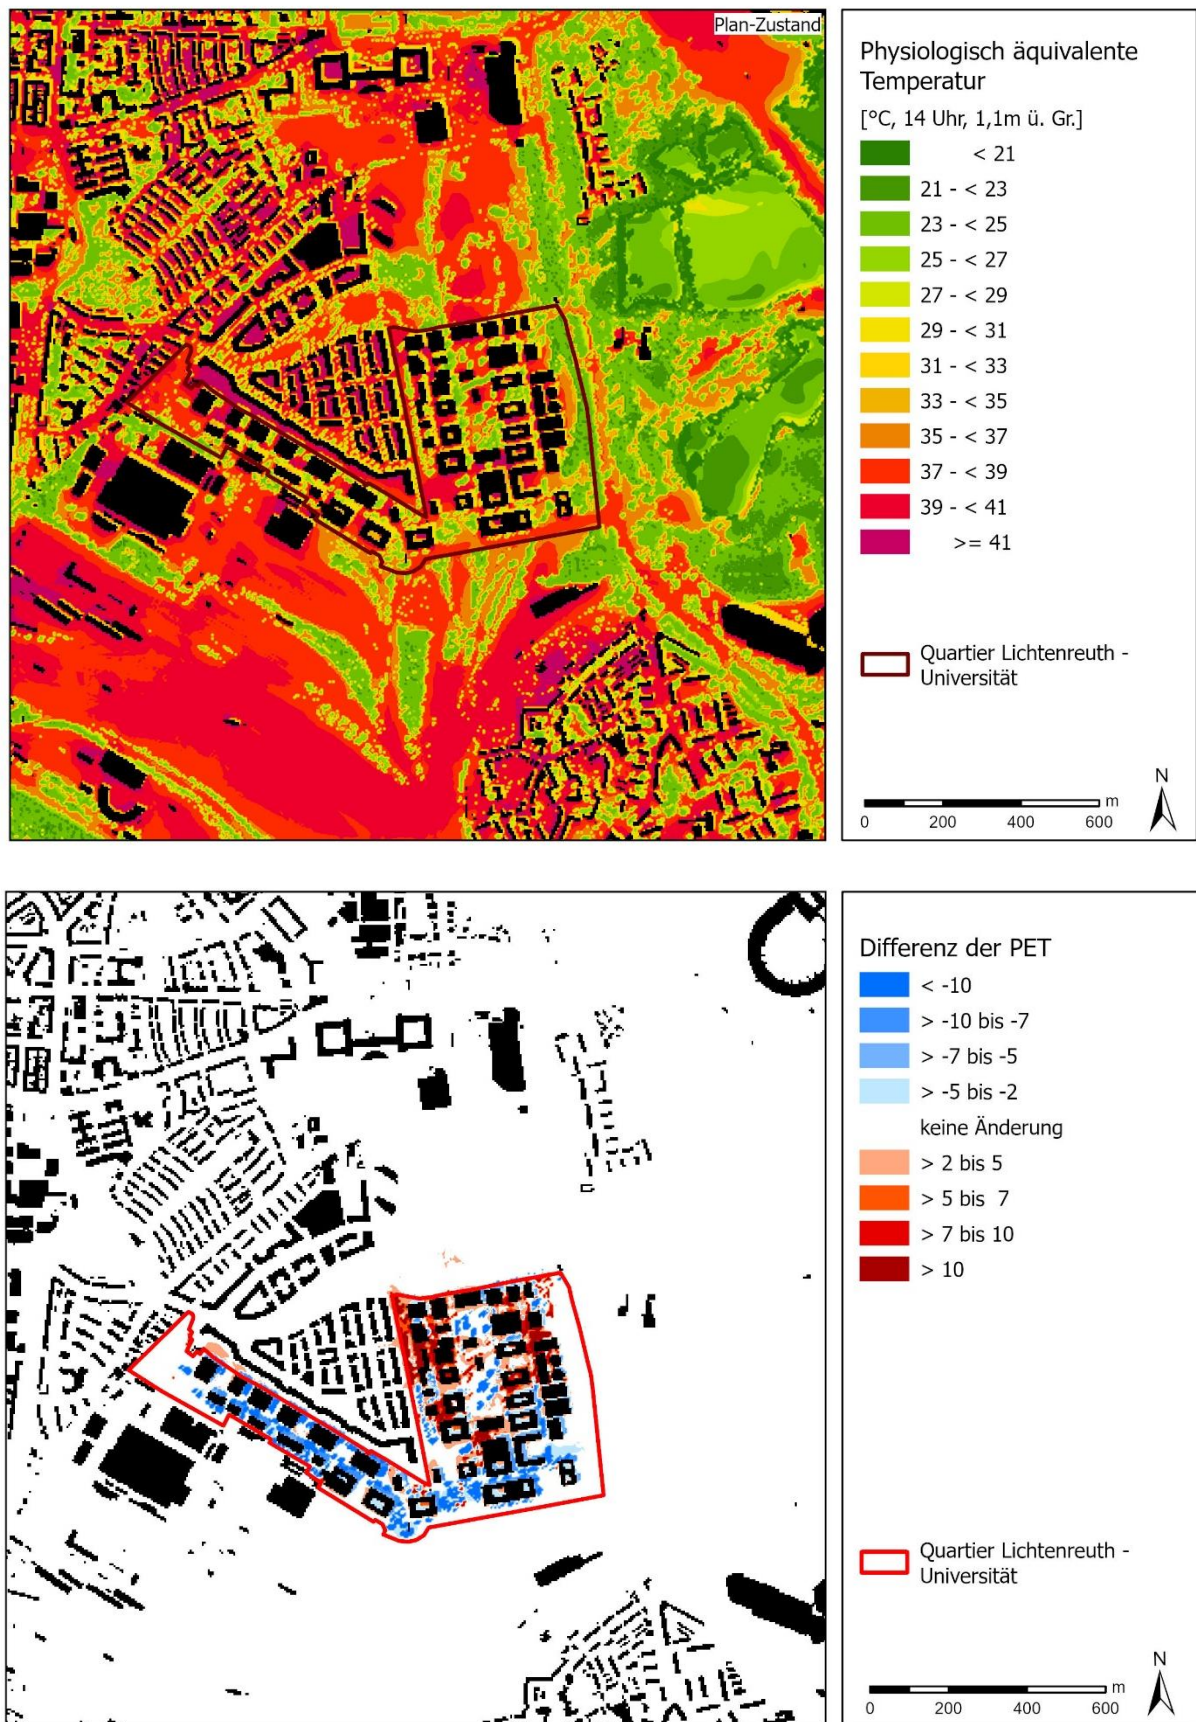 Plan-Zustand
Physiologisch äquivalente
Temperatur
[°C, 14 Uhr, 1,1m ü. Gr.]
< 21
21 - < 23
23 - < 25
25 - < 27
27 - < 29
29 - < 31
31 - < 33
33 - < 35
35 - < 37
37 - < 39
39 - < 41
>= 41
Quartier Lichtenreuth -
Universität
N
m
0 200 400 600
Differenz der PET
< -10
> -10 bis -7
> -7 bis -5
> -5 bis -2
keine Änderung
> 2 bis 5
> 5 bis 7
> 7 bis 10
> 10
Quartier Lichtenreuth -
Universität
N
m
0 200 400 600